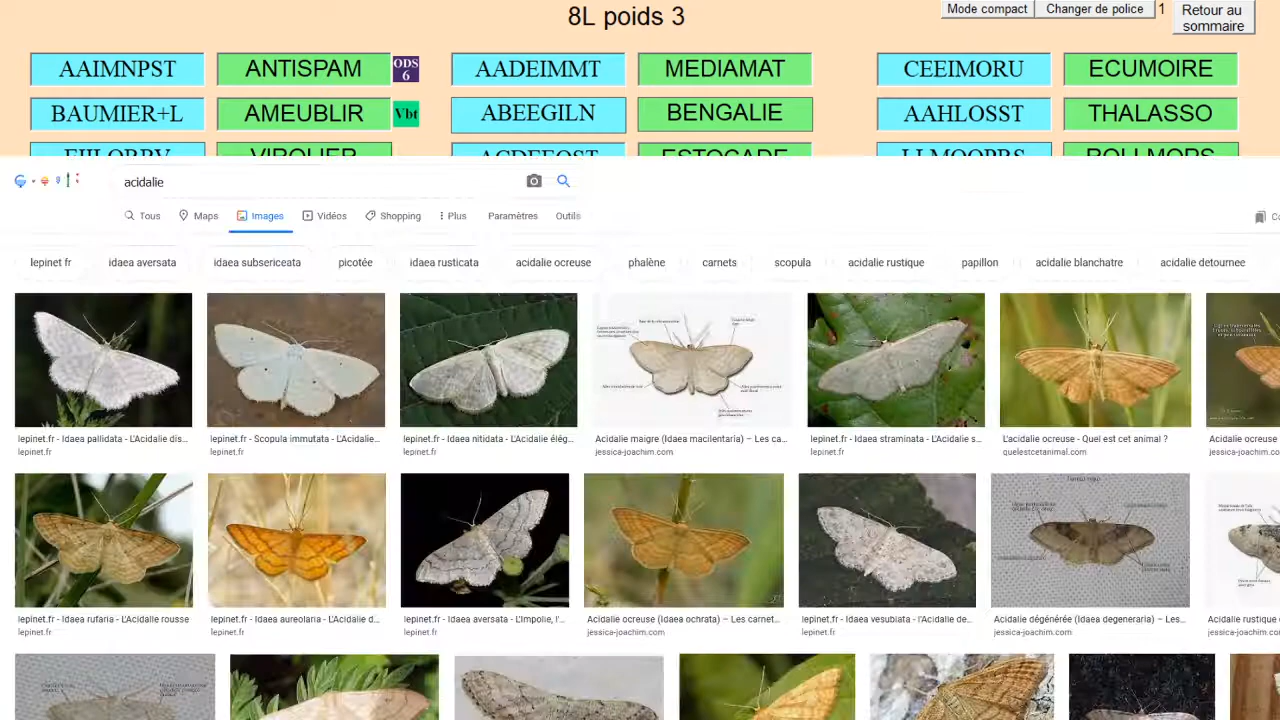 8L poids 3
Mode compact
Changer de police
1
Retour au
sommaire
AAIMNPST
ANTISPAM
ODS
6
AADEIMMT
MEDIAMAT
CEEIMORU
ECUMOIRE
BAUMIER+L
AMEUBLIR
Vbt
ABEEGILN
BENGALIE
AAHLOSST
THALASSO
VIROLIER
ESTOCADE
ROLLMOPS
acidalie
Tous
Maps
Images
Vidéos
Shopping
Plus
Paramètres
Outils
lepinet fr
idaea aversata
idaea subsericeata
picotée
idaea rusticata
acidalie ocreuse
phalène
carnets
scopula
acidalie rustique
papillon
acidalie blanchatre
acidalie detournee
lepinet.fr - Idaea pallidata - L'Acidalie dis...
lepinet.fr
lepinet.fr - Scopula immutata - L'Acidalie...
lepinet.fr
lepinet.fr - Idaea nitidata - L'Acidalie élég...
lepinet.fr
Acidalie maigre (Idaea macilentaria) – Les ca...
jessica-joachim.com
lepinet.fr - Idaea straminata - L'Acidalie s...
lepinet.fr
L'acidalie ocreuse - Quel est cet animal ?
quelestcetanimal.com
Acidalie ocreuse
jessica-joachim.com
lepinet.fr - Idaea rufaria - L'Acidalie rousse
lepinet.fr
lepinet.fr - Idaea aureolaria - L'Acidalie d...
lepinet.fr
lepinet.fr - Idaea aversata - L'Impolie, l'...
lepinet.fr
Acidalie ocreuse (Idaea ochrata) – Les carnet...
jessica-joachim.com
lepinet.fr - Idaea vesubiata - l'Acidalie de...
lepinet.fr
Acidalie dégénérée (Idaea degeneraria) – Les...
jessica-joachim.com
Acidalie rustique
jessica-joachim.com